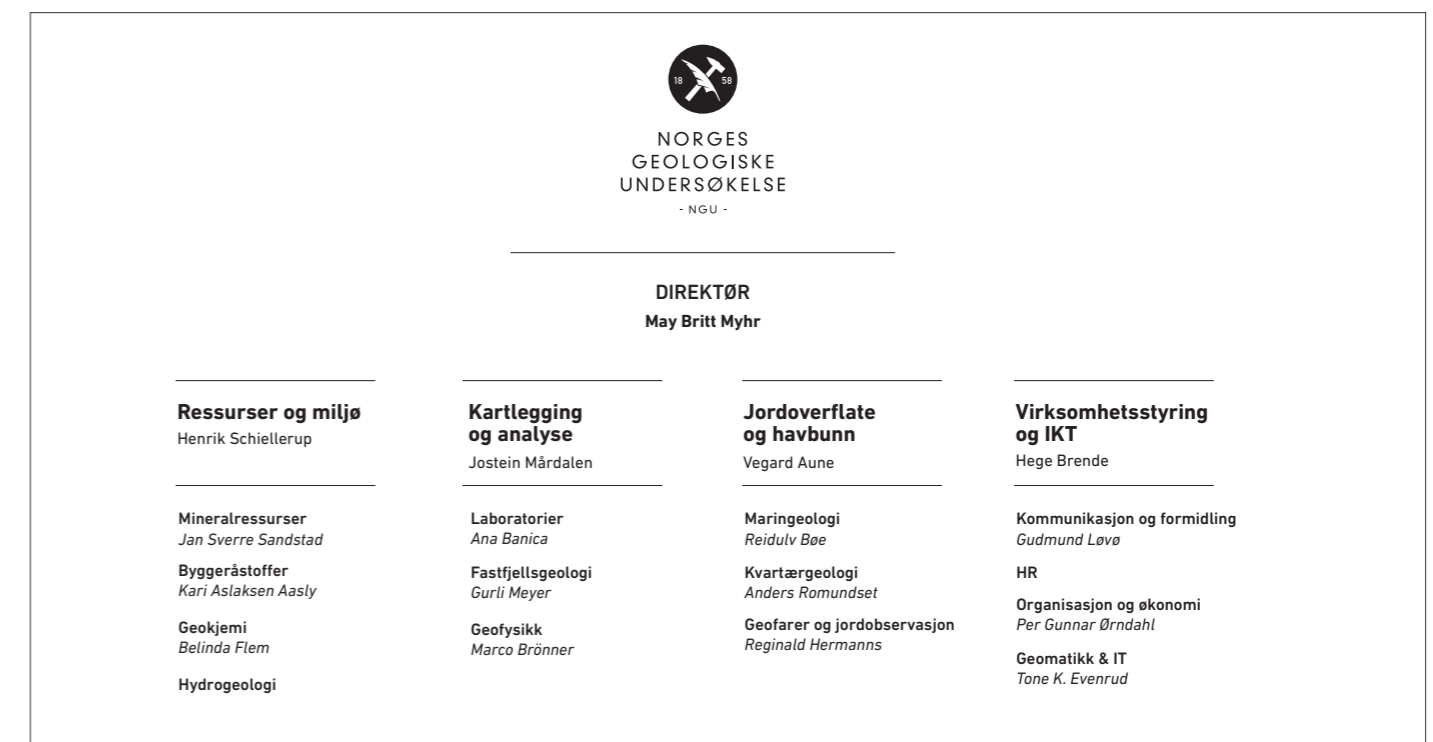 18 58
NORGES
GEOLOGISKE
UNDERSØKELSE
- NGU -
DIREKTØR
May Britt Myhr
Ressurser og miljø
Henrik Schiellerup
Mineralressurser
Jan Sverre Sandstad
Byggeråstoffer
Kari Aslaksen Aasly
Geokjemi
Belinda Flem
Hydrogeologi
Kartlegging
og analyse
Jostein Mårdalen
Laboratorier
Ana Banica
Fastfjellsgeologi
Gurli Meyer
Geofysikk
Marco Brönner
Jordoverflate
og havbunn
Vegard Aune
Maringeologi
Reidulv Bøe
Kvartærgeologi
Anders Romundset
Geofarer og jordobservasjon
Reginald Hermanns
Virksomhetsstyring
og IKT
Hege Brende
Kommunikasjon og formidling
Gudmund Løvø
HR
Organisasjon og økonomi
Per Gunnar Ørndahl
Geomatikk & IT
Tone K. Evenrud